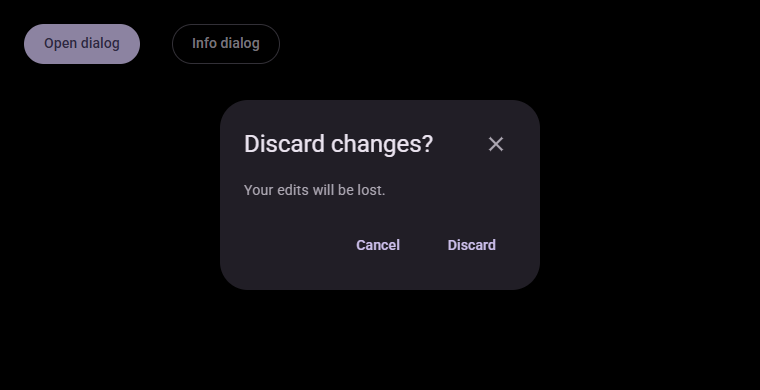 Open dialog
Info dialog
Discard changes?
Your edits will be lost.
Cancel
Discard